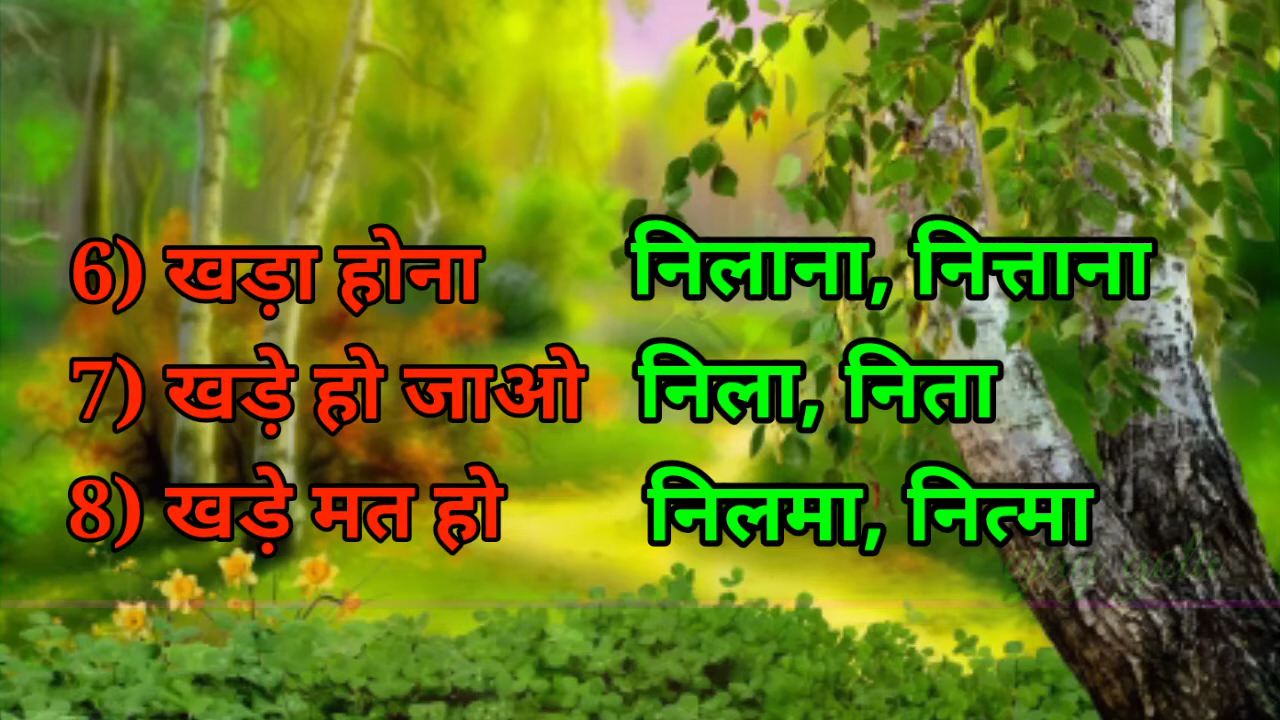 6) खड़ा होना निलाना, नित्ताना
7) खड़े हो जाओ निला, निता
8) खड़े मत हो निलमा, नित्मा